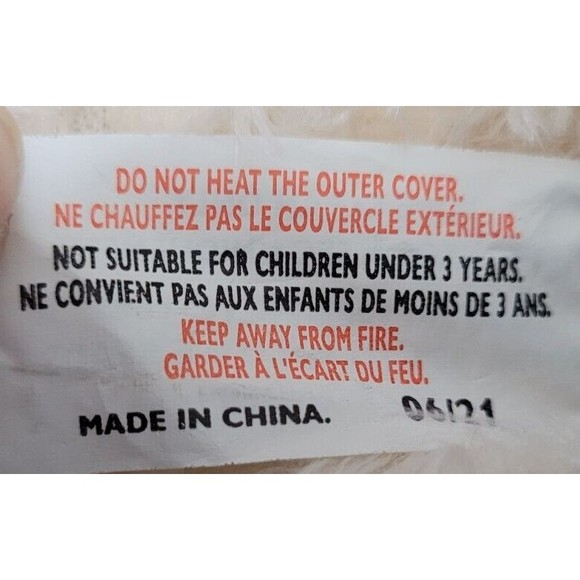 DO NOT HEAT THE OUTER COVER.
NE CHAUFFEZ PAS LE COUVERCLE EXTÉRIEUR.
NOT SUITABLE FOR CHILDREN UNDER 3 YEARS.
NE CONVIENT PAS AUX ENFANTS DE MOINS DE 3 ANS.
KEEP AWAY FROM FIRE.
GARDER À L'ÉCART DU FEU.
MADE IN CHINA. 06/21